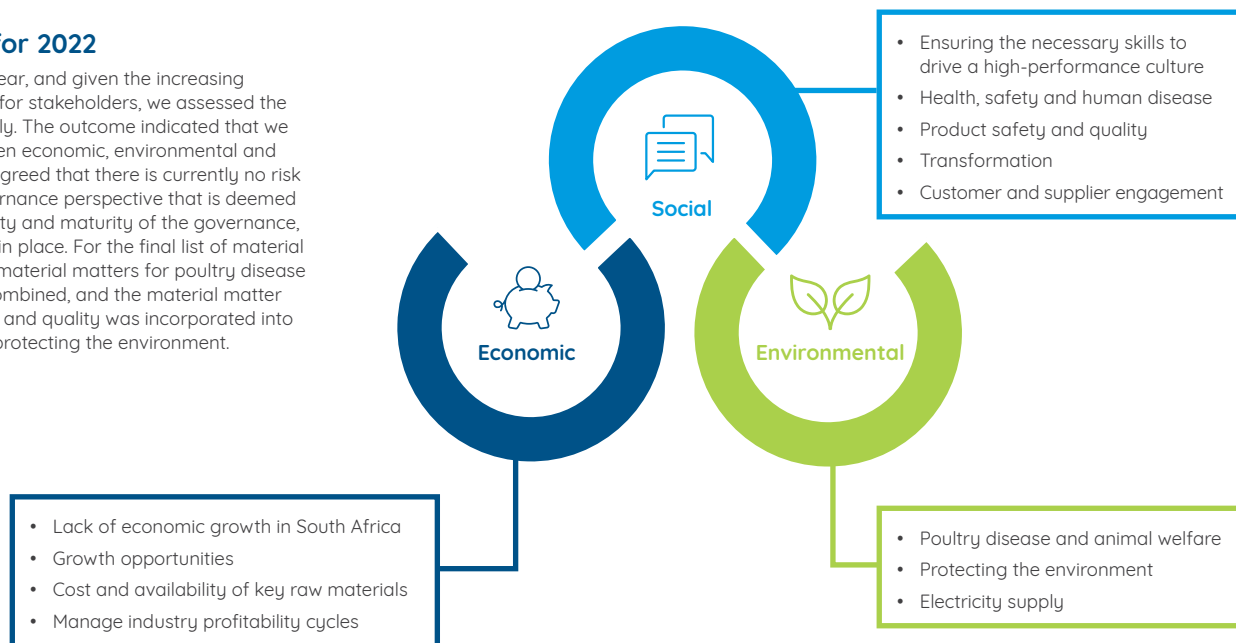 for 2022
ear, and given the increasing
for stakeholders, we assessed the
ly. The outcome indicated that we
en economic, environmental and
greed that there is currently no risk
ernance perspective that is deemed
ty and maturity of the governance,
in place. For the final list of material
material matters for poultry disease
ombined, and the material matter
and quality was incorporated into
protecting the environment.
Social
• Ensuring the necessary skills to
drive a high-performance culture
• Health, safety and human disease
• Product safety and quality
• Transformation
• Customer and supplier engagement
Economic
Environmental
• Lack of economic growth in South Africa
• Growth opportunities
• Cost and availability of key raw materials
• Manage industry profitability cycles
• Poultry disease and animal welfare
• Protecting the environment
• Electricity supply